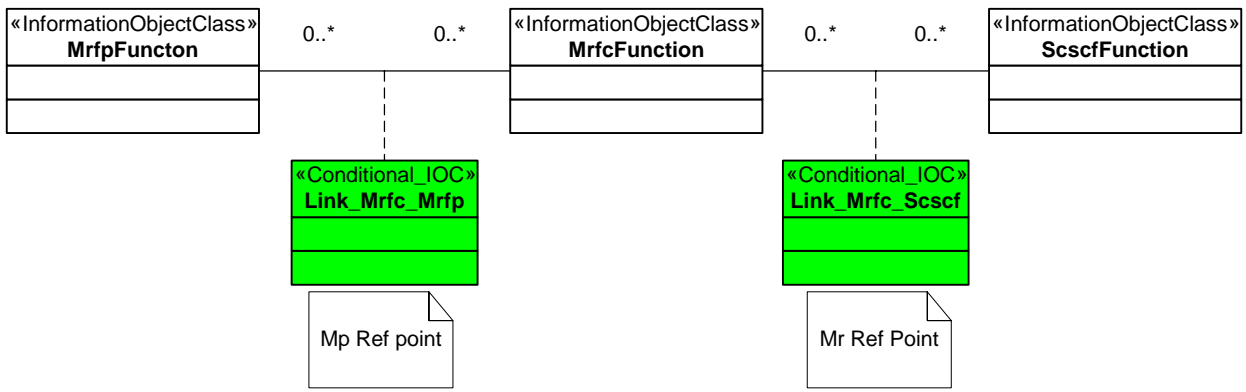 «InformationObjectClass»
MrfpFuncton
0..*
0..*
«InformationObjectClass»
MrfcFunction
0..*
0..*
«InformationObjectClass»
ScscfFunction
«Conditional_IOC»
Link_Mrfc_Mrfp
«Conditional_IOC»
Link_Mrfc_Scscf
Mp Ref point
Mr Ref Point